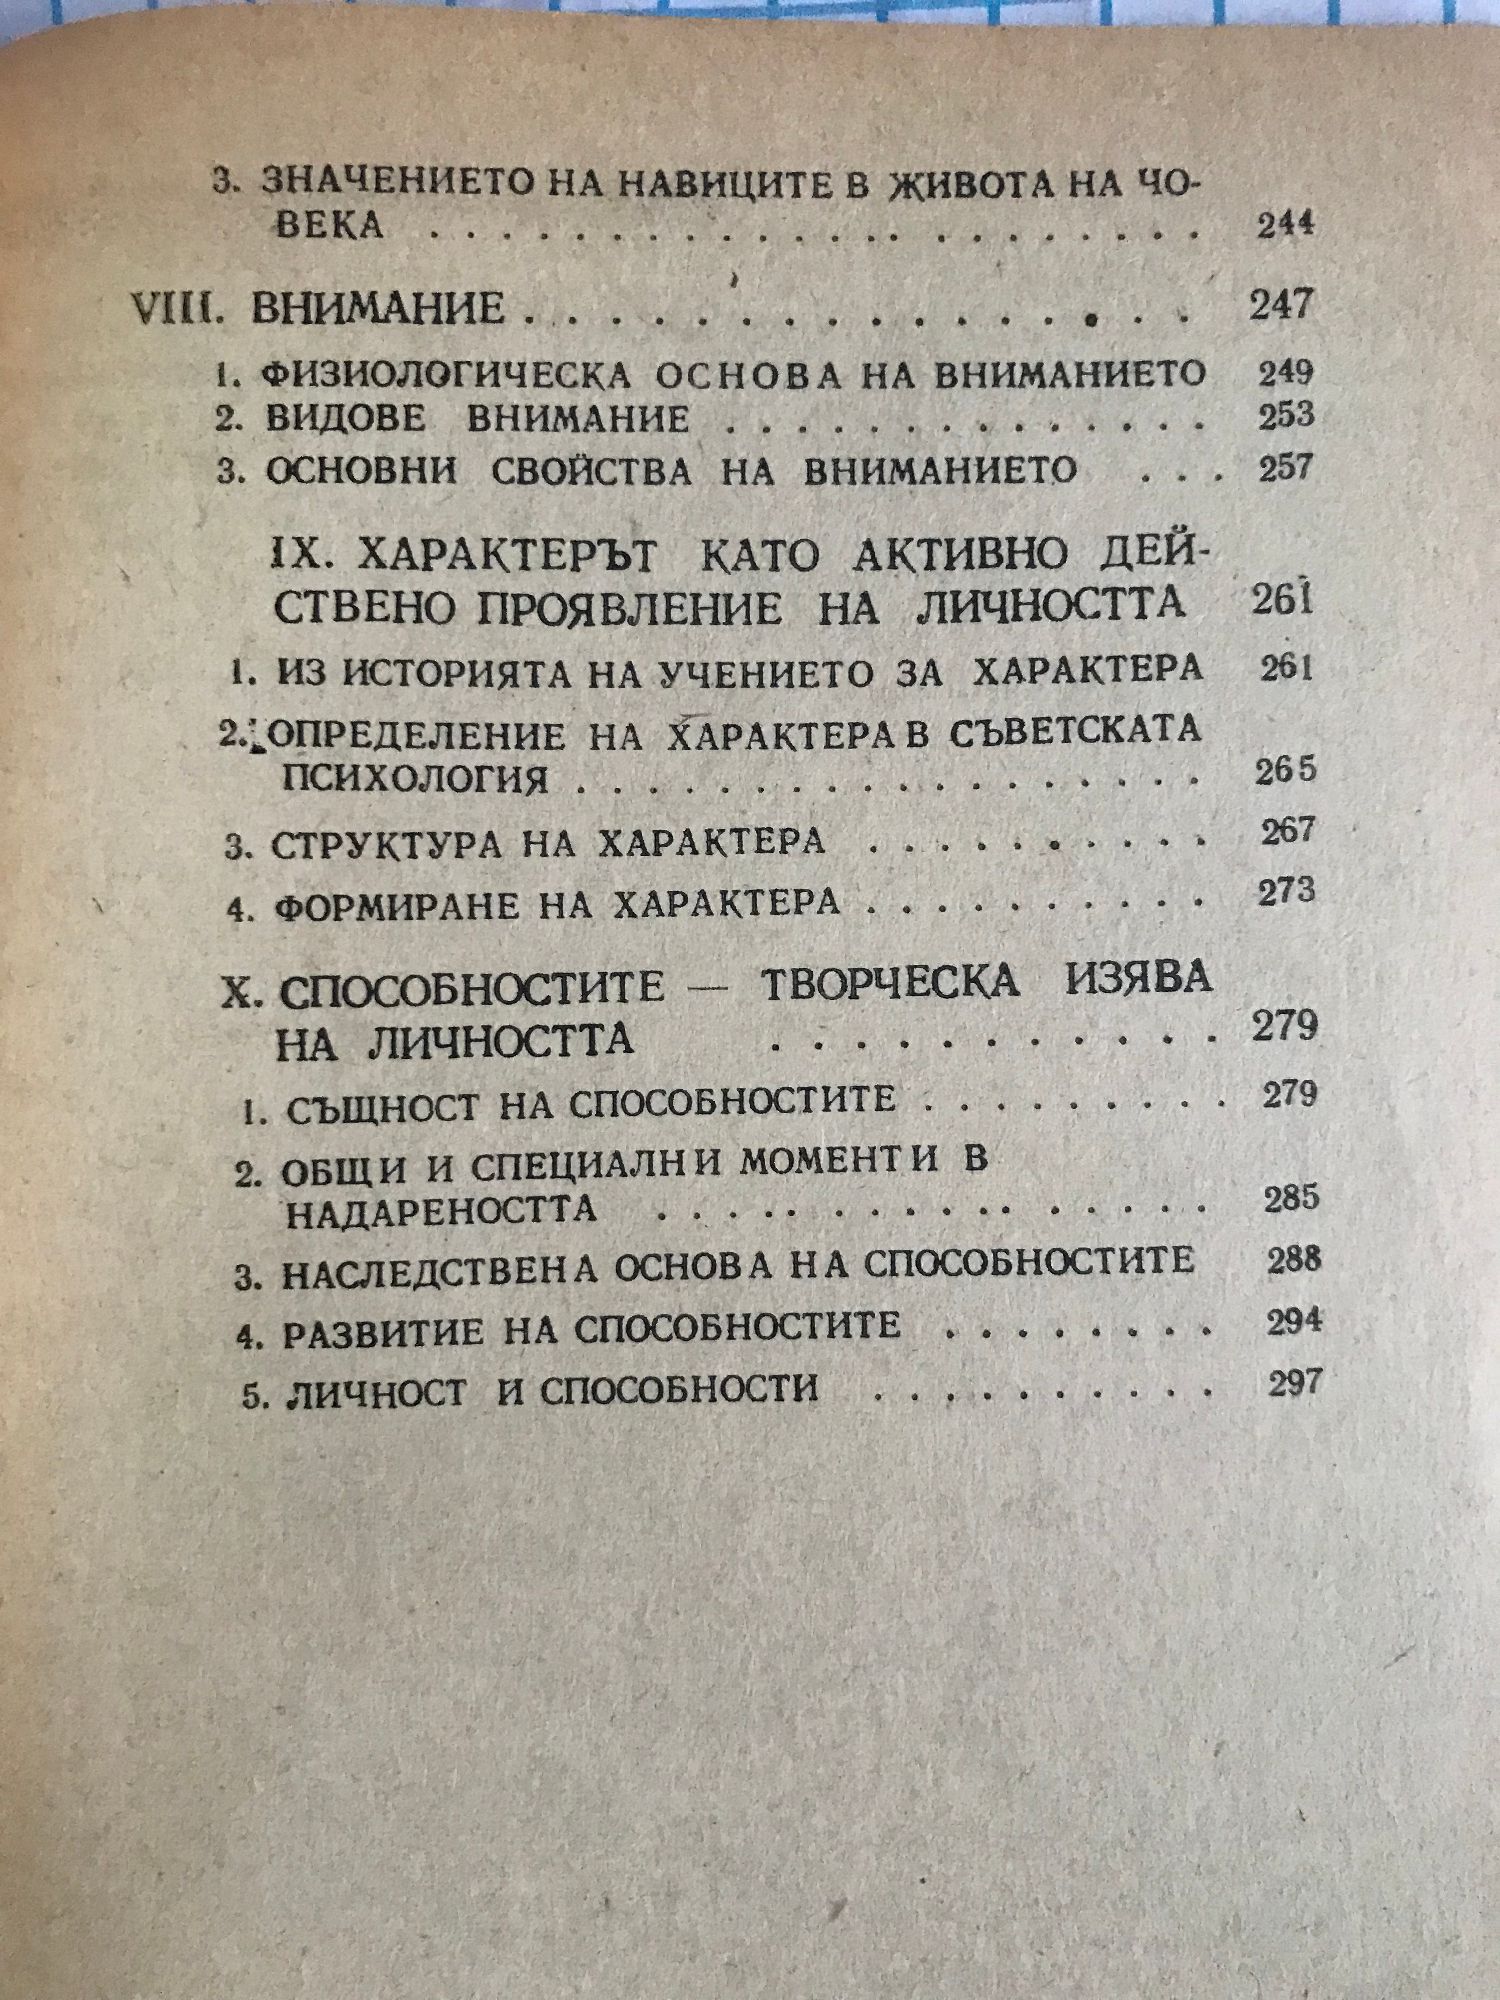 3. ЗНАЧЕНИЕТО НА НАВИЦИТЕ В ЖИВОТА НА ЧО-
ВЕКА . . . . . . . . . . . . . . . . . . 244
VIII. ВНИМАНИЕ . . . . . . . . . . . . . . . . 247
1. ФИЗИОЛОГИЧЕСКА ОСНОВА НА ВНИМАНИЕТО 249
2. ВИДОВЕ ВНИМАНИЕ . . . . . . . . . . . . 253
3. ОСНОВНИ СВОЙСТВА НА ВНИМАНИЕТО . . . 257
IX. ХАРАКТЕРЪТ КАТО АКТИВНО ДЕЙ-
СТВЕНО ПРОЯВЛЕНИЕ НА ЛИЧНОСТТА 261
1. ИЗ ИСТОРИЯТА НА УЧЕНИЕТО ЗА ХАРАКТЕРА 261
2. ОПРЕДЕЛЕНИЕ НА ХАРАКТЕРА В СЪВЕТСКАТА
ПСИХОЛОГИЯ . . . . . . . . . . . . . . . 265
3. СТРУКТУРА НА ХАРАКТЕРА . . . . . . . . . . 267
4. ФОРМИРАНЕ НА ХАРАКТЕРА . . . . . . . . . . 273
X. СПОСОБНОСТИТЕ — ТВОРЧЕСКА ИЗЯВА
НА ЛИЧНОСТТА . . . . . . . . . . . 279
1. СЪЩНОСТ НА СПОСОБНОСТИТЕ . . . . . . . . . 279
2. ОБЩИ И СПЕЦИАЛНИ МОМЕНТИ В
НАДАРЕНОСТТА . . . . . . . . . . . . . . 285
3. НАСЛЕДСТВЕНА ОСНОВА НА СПОСОБНОСТИТЕ 288
4. РАЗВИТИЕ НА СПОСОБНОСТИТЕ . . . . . . . . 294
5. ЛИЧНОСТ И СПОСОБНОСТИ . . . . . . . . . . 297